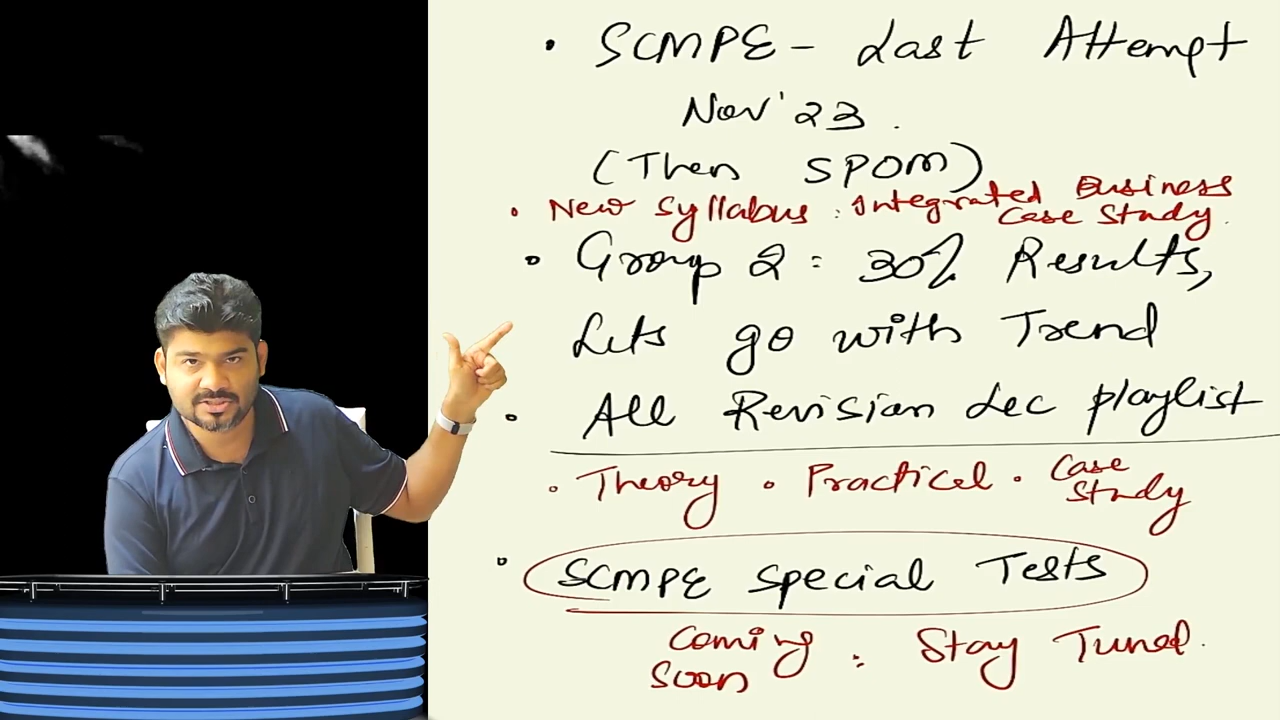 • SCMPE - Last Attempt
Nov'23.
(Then SPOM)
• New Syllabus : Integrated Business
Case Study.
• Group 2 : 30% Results,
Lets go with Trend
• All Revision Lec playlist
• Theory • Practical • Case
Study
• SCMPE Special Tests
Coming : Stay Tuned.
Soon